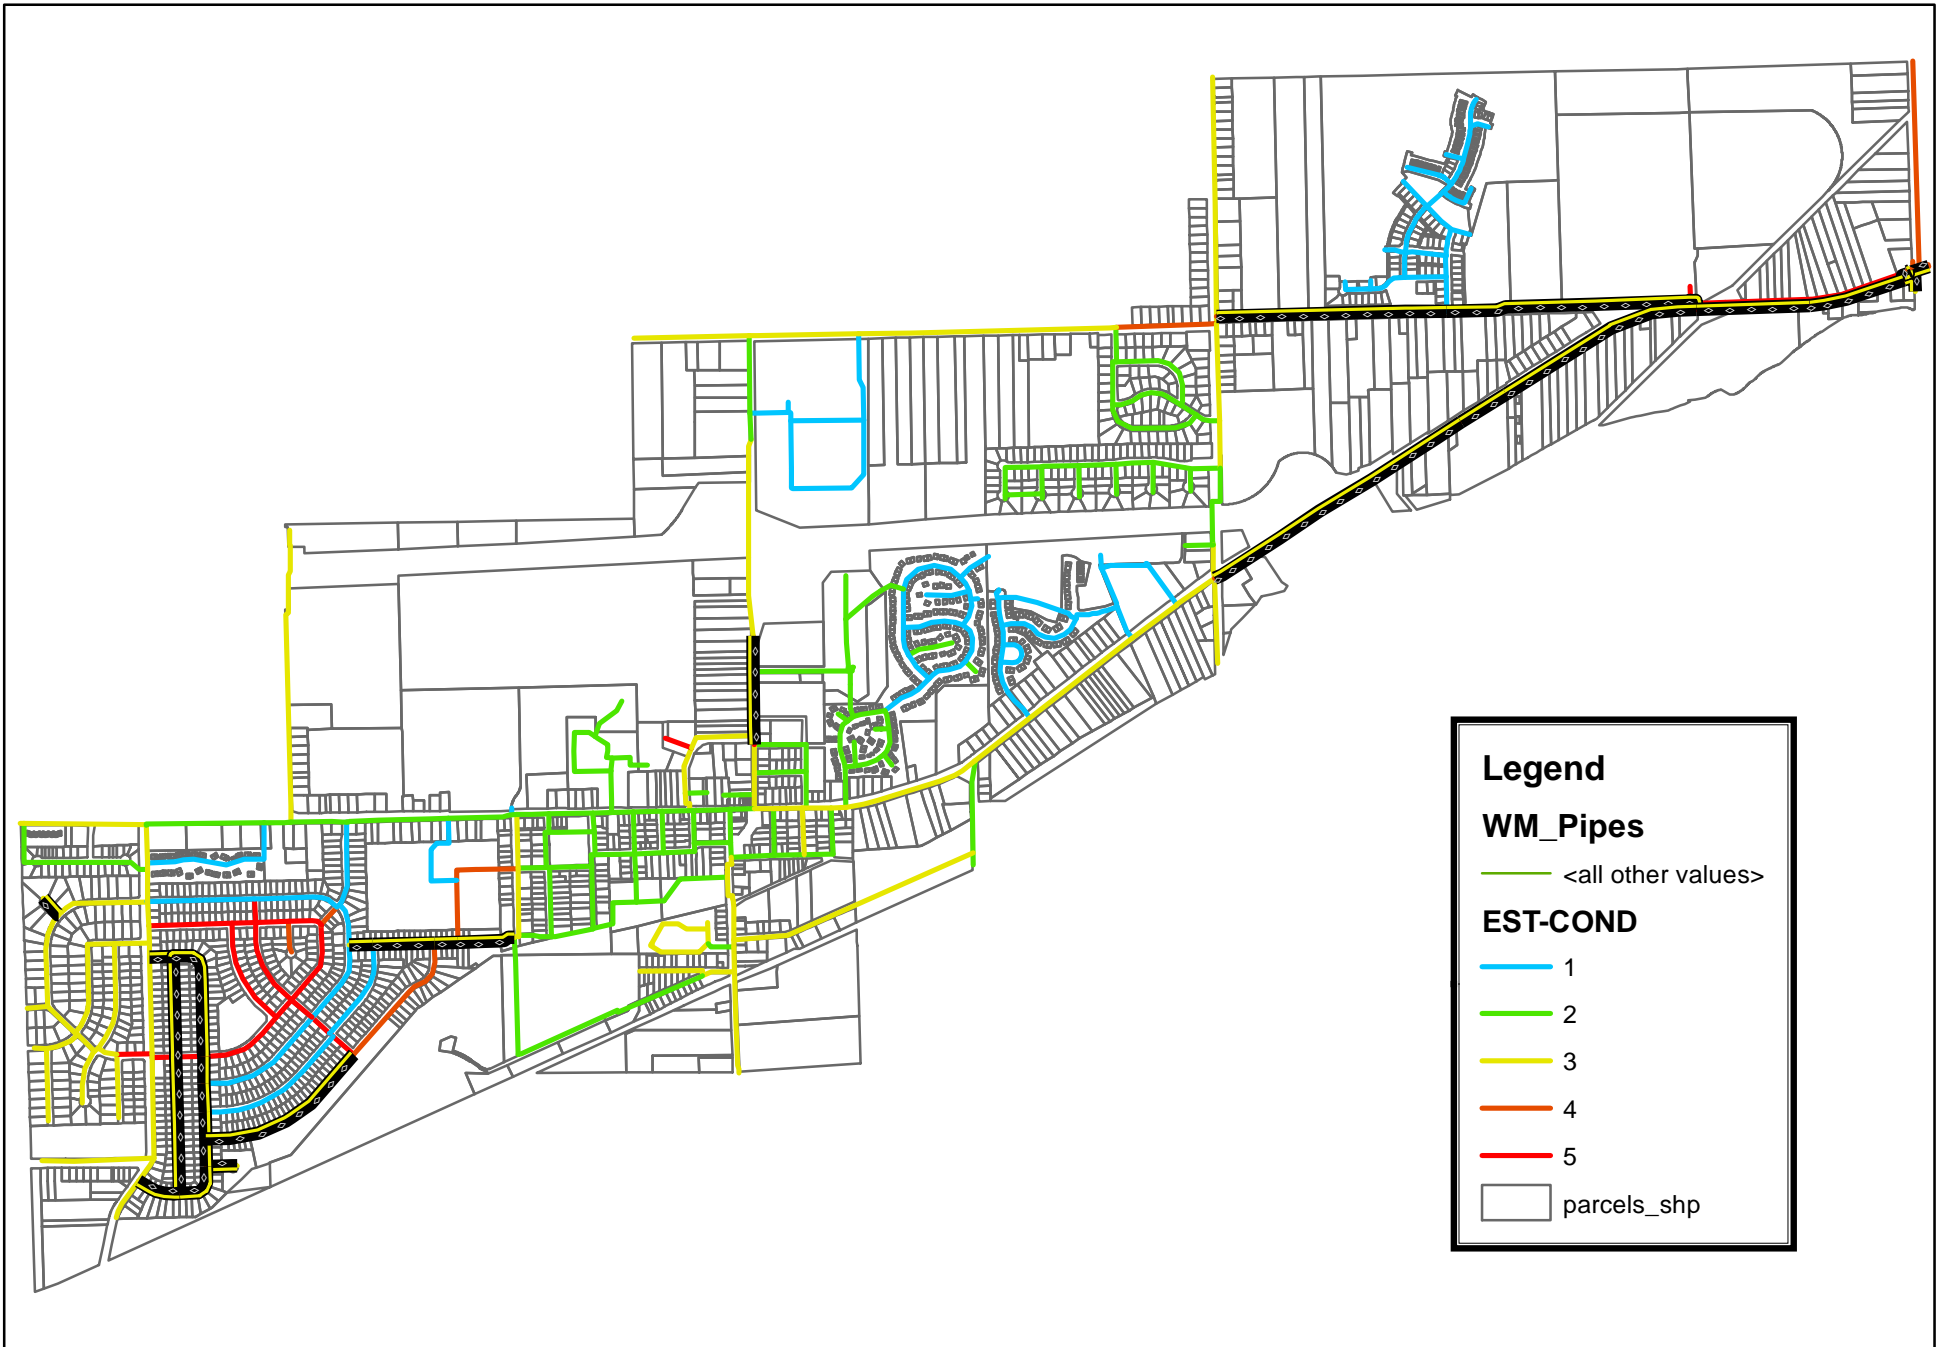 Legend
WM_Pipes
<all other values>
EST-COND
1
2
3
4
5
parcels_shp